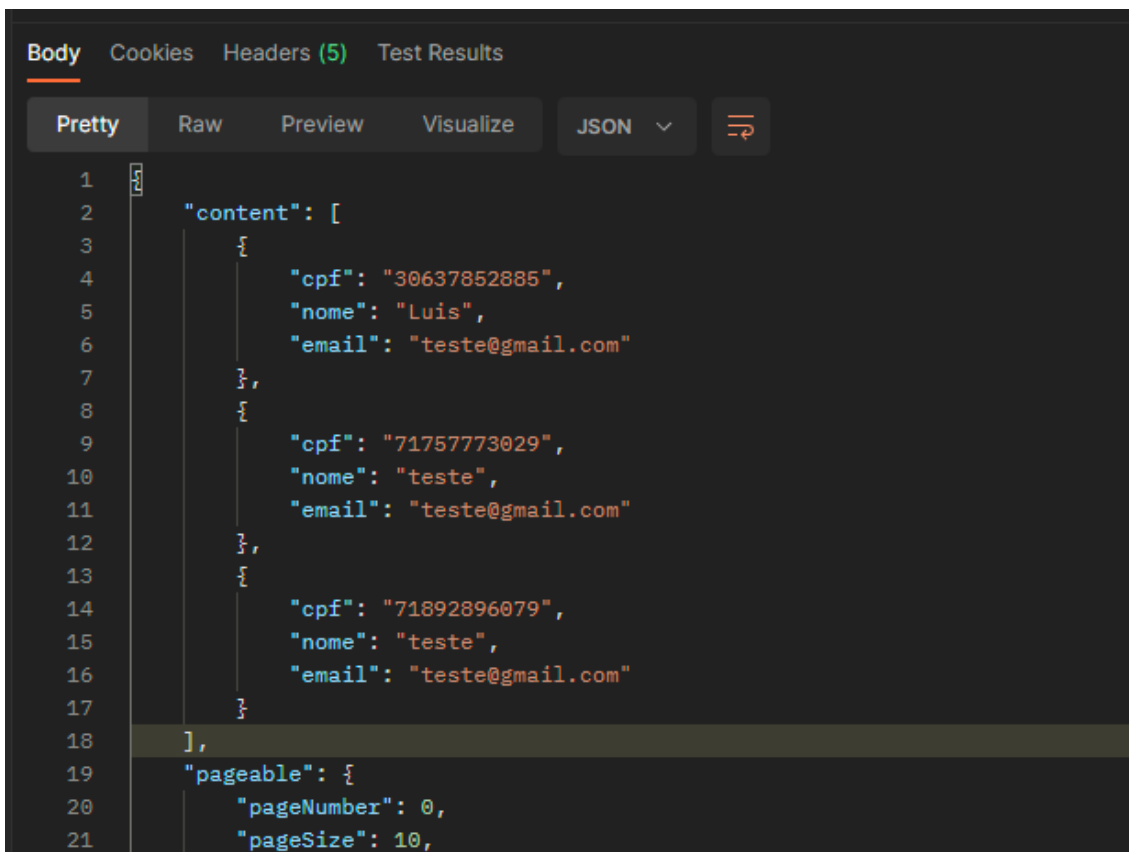 Body Cookies Headers (5) Test Results
Pretty Raw Preview Visualize JSON
1 {
2 "content": [
3 {
4 "cpf": "30637852885",
5 "nome": "Luis",
6 "email": "teste@gmail.com"
7 },
8 {
9 "cpf": "71757773029",
10 "nome": "teste",
11 "email": "teste@gmail.com"
12 },
13 {
14 "cpf": "71892896079",
15 "nome": "teste",
16 "email": "teste@gmail.com"
17 }
18 ],
19 "pageable": {
20 "pageNumber": 0,
21 "pageSize": 10,